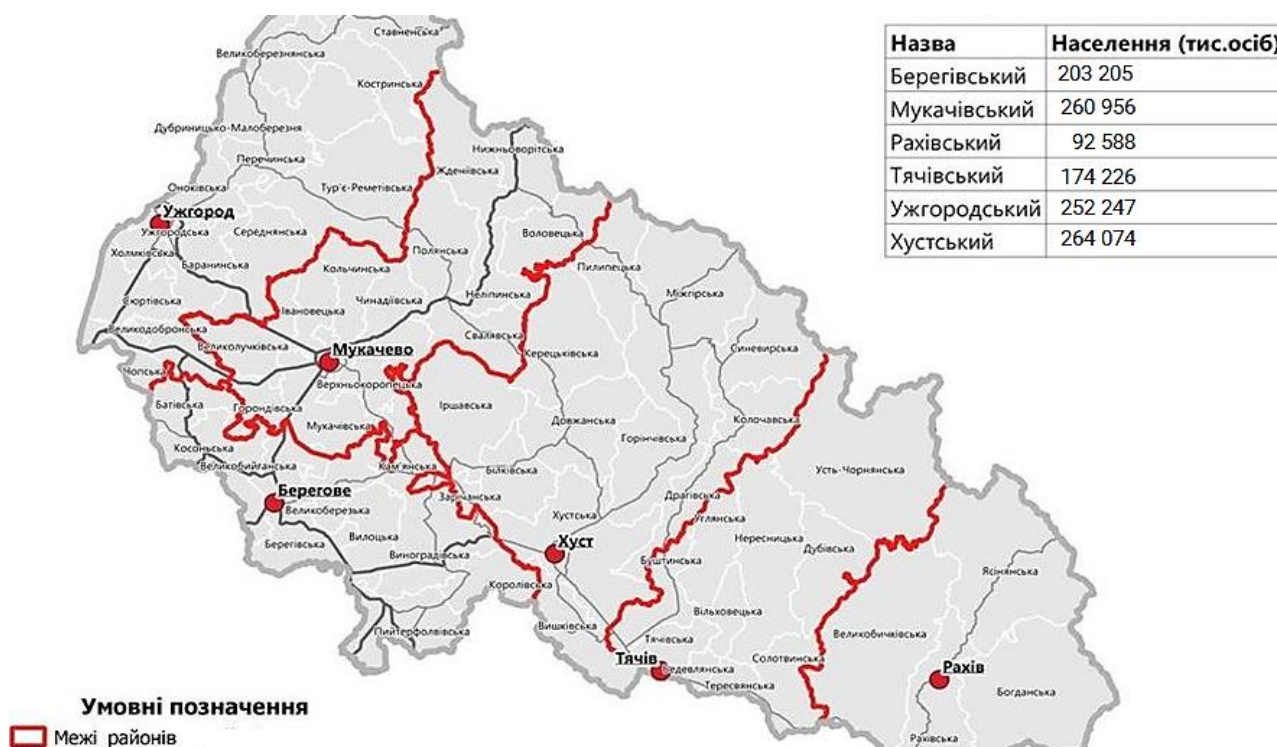 Ставненська
Великоберезнянська
Костринська
Дубриницько-Малоберезня
Нижньоворітська
Перечинська
Жденіївська
Оноківська
Тур'є-Реметівська
Ужгород
Ужгородська
Середнянська
Воловецька
Холмківська
Полянська
Баранинська
Кольчинська
Пилипецька
Сюртівська
Чинадіївська
Неліпинська
Міжгірська
Івановецька
Великодобронська
Свалявська
Великолучківська
Мукачево
Керецьківська
Синевирська
Чопська
Верхньокоропецька
Батівська
Горондівська
Іршавська
Довжанська
Колочавська
Мукачівська
Горінчівська
Косоньська
Великобийганська
Кам'янська
Білківська
Усть-Чорнянська
Берегове
Зарічанська
Драгівська
Великоберезька
Хустська
Углянська
Вилоцька
Нересницька
Берегівська
Виноградівська
Хуст
Дубівська
Буштинська
Ясінянська
Королівська
Вільховецька
Вишківська
Пийтерфолвівська
Тячівська
Великобичківська
Тячів
Бедевлянська
Солотвинська
Рахів
Тересвянська
Богданська
Рахівська
Назва Населення (тис.осіб)
Берегівський 203 205
Мукачівський 260 956
Рахівський 92 588
Тячівський 174 226
Ужгородський 252 247
Хустський 264 074
Умовні позначення
Межі районів